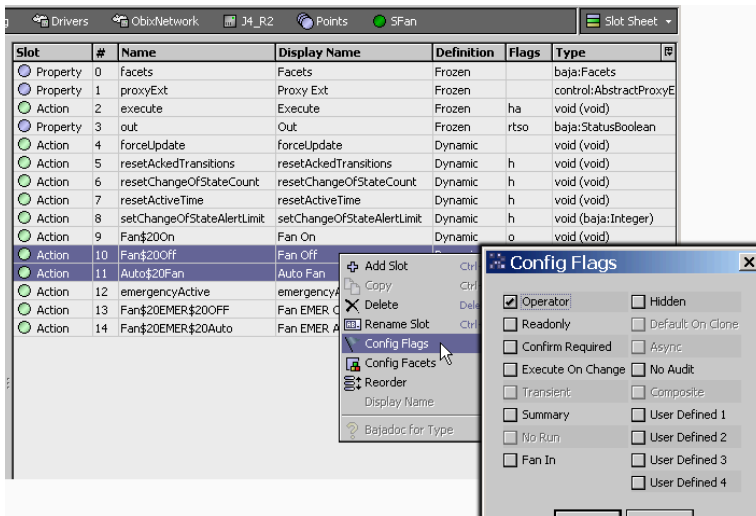 g Drivers ObixNetwork J4_R2 Points SFan Slot Sheet
Slot # Name Display Name Definition Flags Type
Property 0 facets Facets Frozen baja:Facets
Property 1 proxyExt Proxy Ext Frozen control:AbstractProxyE
Action 2 execute Execute Frozen ha void (void)
Property 3 out Out Frozen rtso baja:StatusBoolean
Action 4 forceUpdate forceUpdate Dynamic void (void)
Action 5 resetAckedTransitions resetAckedTransitions Dynamic h void (void)
Action 6 resetChangeOfStateCount resetChangeOfStateCount Dynamic h void (void)
Action 7 resetActiveTime resetActiveTime Dynamic h void (void)
Action 8 setChangeOfStateAlertLimit setChangeOfStateAlertLimit Dynamic h void (baja:Integer)
Action 9 Fan$20On Fan On Dynamic o void (void)
Action 10 Fan$20Off Fan Off
Action 11 Auto$20Fan Auto Fan
Action 12 emergencyActive emergencyA
Action 13 Fan$20EMER$20OFF Fan EMER O
Action 14 Fan$20EMER$20Auto Fan EMER A
Add Slot Ctrl
Copy Ctrl
Delete Dele
Rename Slot Ctrl
Config Flags
Config Facets
Reorder
Display Name
Bajadoc for Type
Config Flags
Operator Hidden
Readonly Default On Clone
Confirm Required Async
Execute On Change No Audit
Transient Composite
Summary User Defined 1
No Run User Defined 2
Fan In User Defined 3
User Defined 4